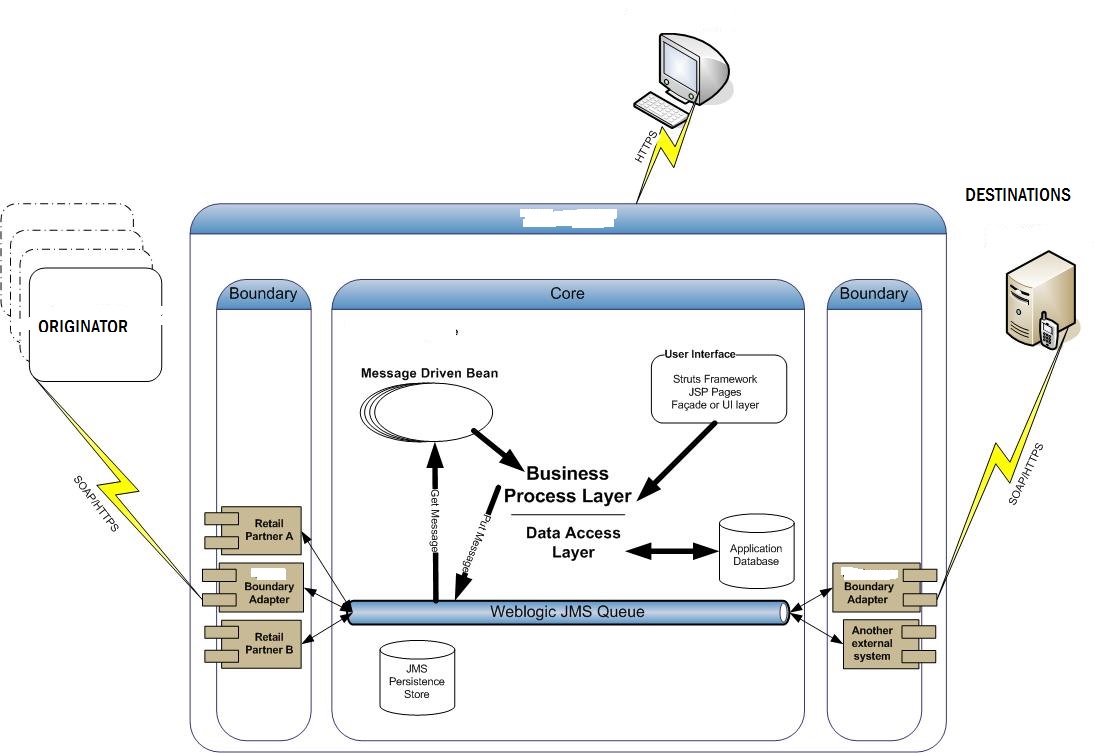 HTTPS
DESTINATIONS
ORIGINATOR
SOAP/HTTPS
SOAP/HTTPS
Boundary
Core
Boundary
Message Driven Bean
User Interface
Struts Framework
JSP Pages
Façade or UI layer
Business
Process Layer
Data Access
Layer
Get Message
Put Message
Application
Database
Retail
Partner A
Boundary
Adapter
Retail
Partner B
Weblogic JMS Queue
JMS
Persistence
Store
Boundary
Adapter
Another
external
system